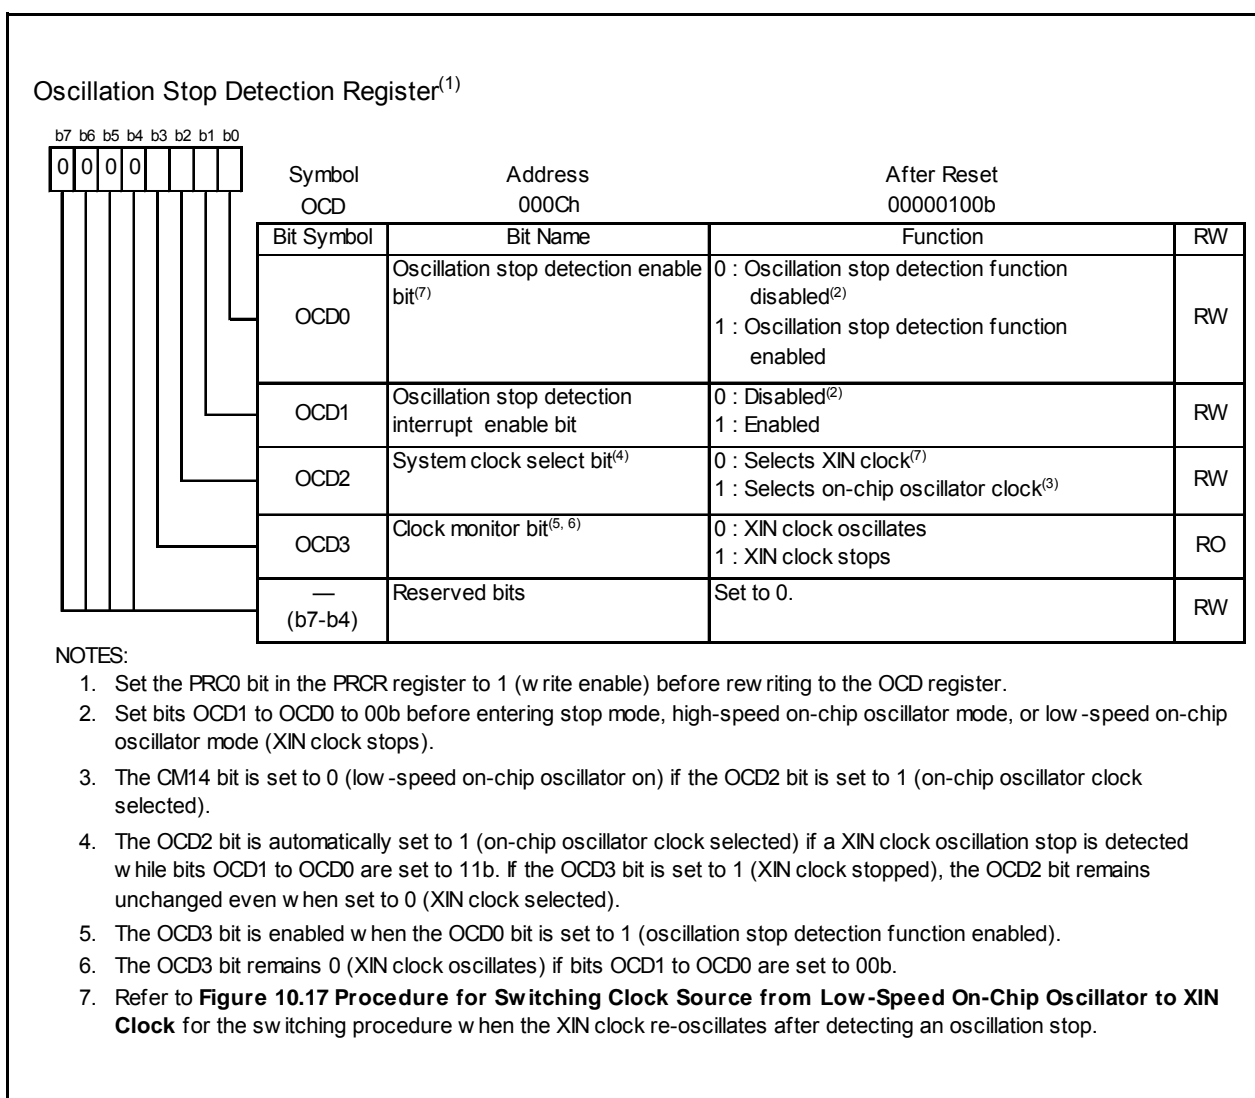 Oscillation Stop Detection Register(1)
b7 b6 b5 b4 b3 b2 b1 b0
0 0 0 0
Symbol Address After Reset
OCD 000Ch 00000100b
Bit Symbol Bit Name Function RW
OCD0 Oscillation stop detection enable bit(7) 0 : Oscillation stop detection function disabled(2) 1 : Oscillation stop detection function enabled RW
OCD1 Oscillation stop detection interrupt enable bit 0 : Disabled(2) 1 : Enabled RW
OCD2 System clock select bit(4) 0 : Selects XIN clock(7) 1 : Selects on-chip oscillator clock(3) RW
OCD3 Clock monitor bit(5, 6) 0 : XIN clock oscillates 1 : XIN clock stops RO
— (b7-b4) Reserved bits Set to 0. RW
NOTES:
1. Set the PRC0 bit in the PRCR register to 1 (write enable) before rewriting to the OCD register.
2. Set bits OCD1 to OCD0 to 00b before entering stop mode, high-speed on-chip oscillator mode, or low-speed on-chip
oscillator mode (XIN clock stops).
3. The CM14 bit is set to 0 (low-speed on-chip oscillator on) if the OCD2 bit is set to 1 (on-chip oscillator clock
selected).
4. The OCD2 bit is automatically set to 1 (on-chip oscillator clock selected) if a XIN clock oscillation stop is detected
while bits OCD1 to OCD0 are set to 11b. If the OCD3 bit is set to 1 (XIN clock stopped), the OCD2 bit remains
unchanged even when set to 0 (XIN clock selected).
5. The OCD3 bit is enabled when the OCD0 bit is set to 1 (oscillation stop detection function enabled).
6. The OCD3 bit remains 0 (XIN clock oscillates) if bits OCD1 to OCD0 are set to 00b.
7. Refer to Figure 10.17 Procedure for Switching Clock Source from Low-Speed On-Chip Oscillator to XIN
Clock for the switching procedure when the XIN clock re-oscillates after detecting an oscillation stop.